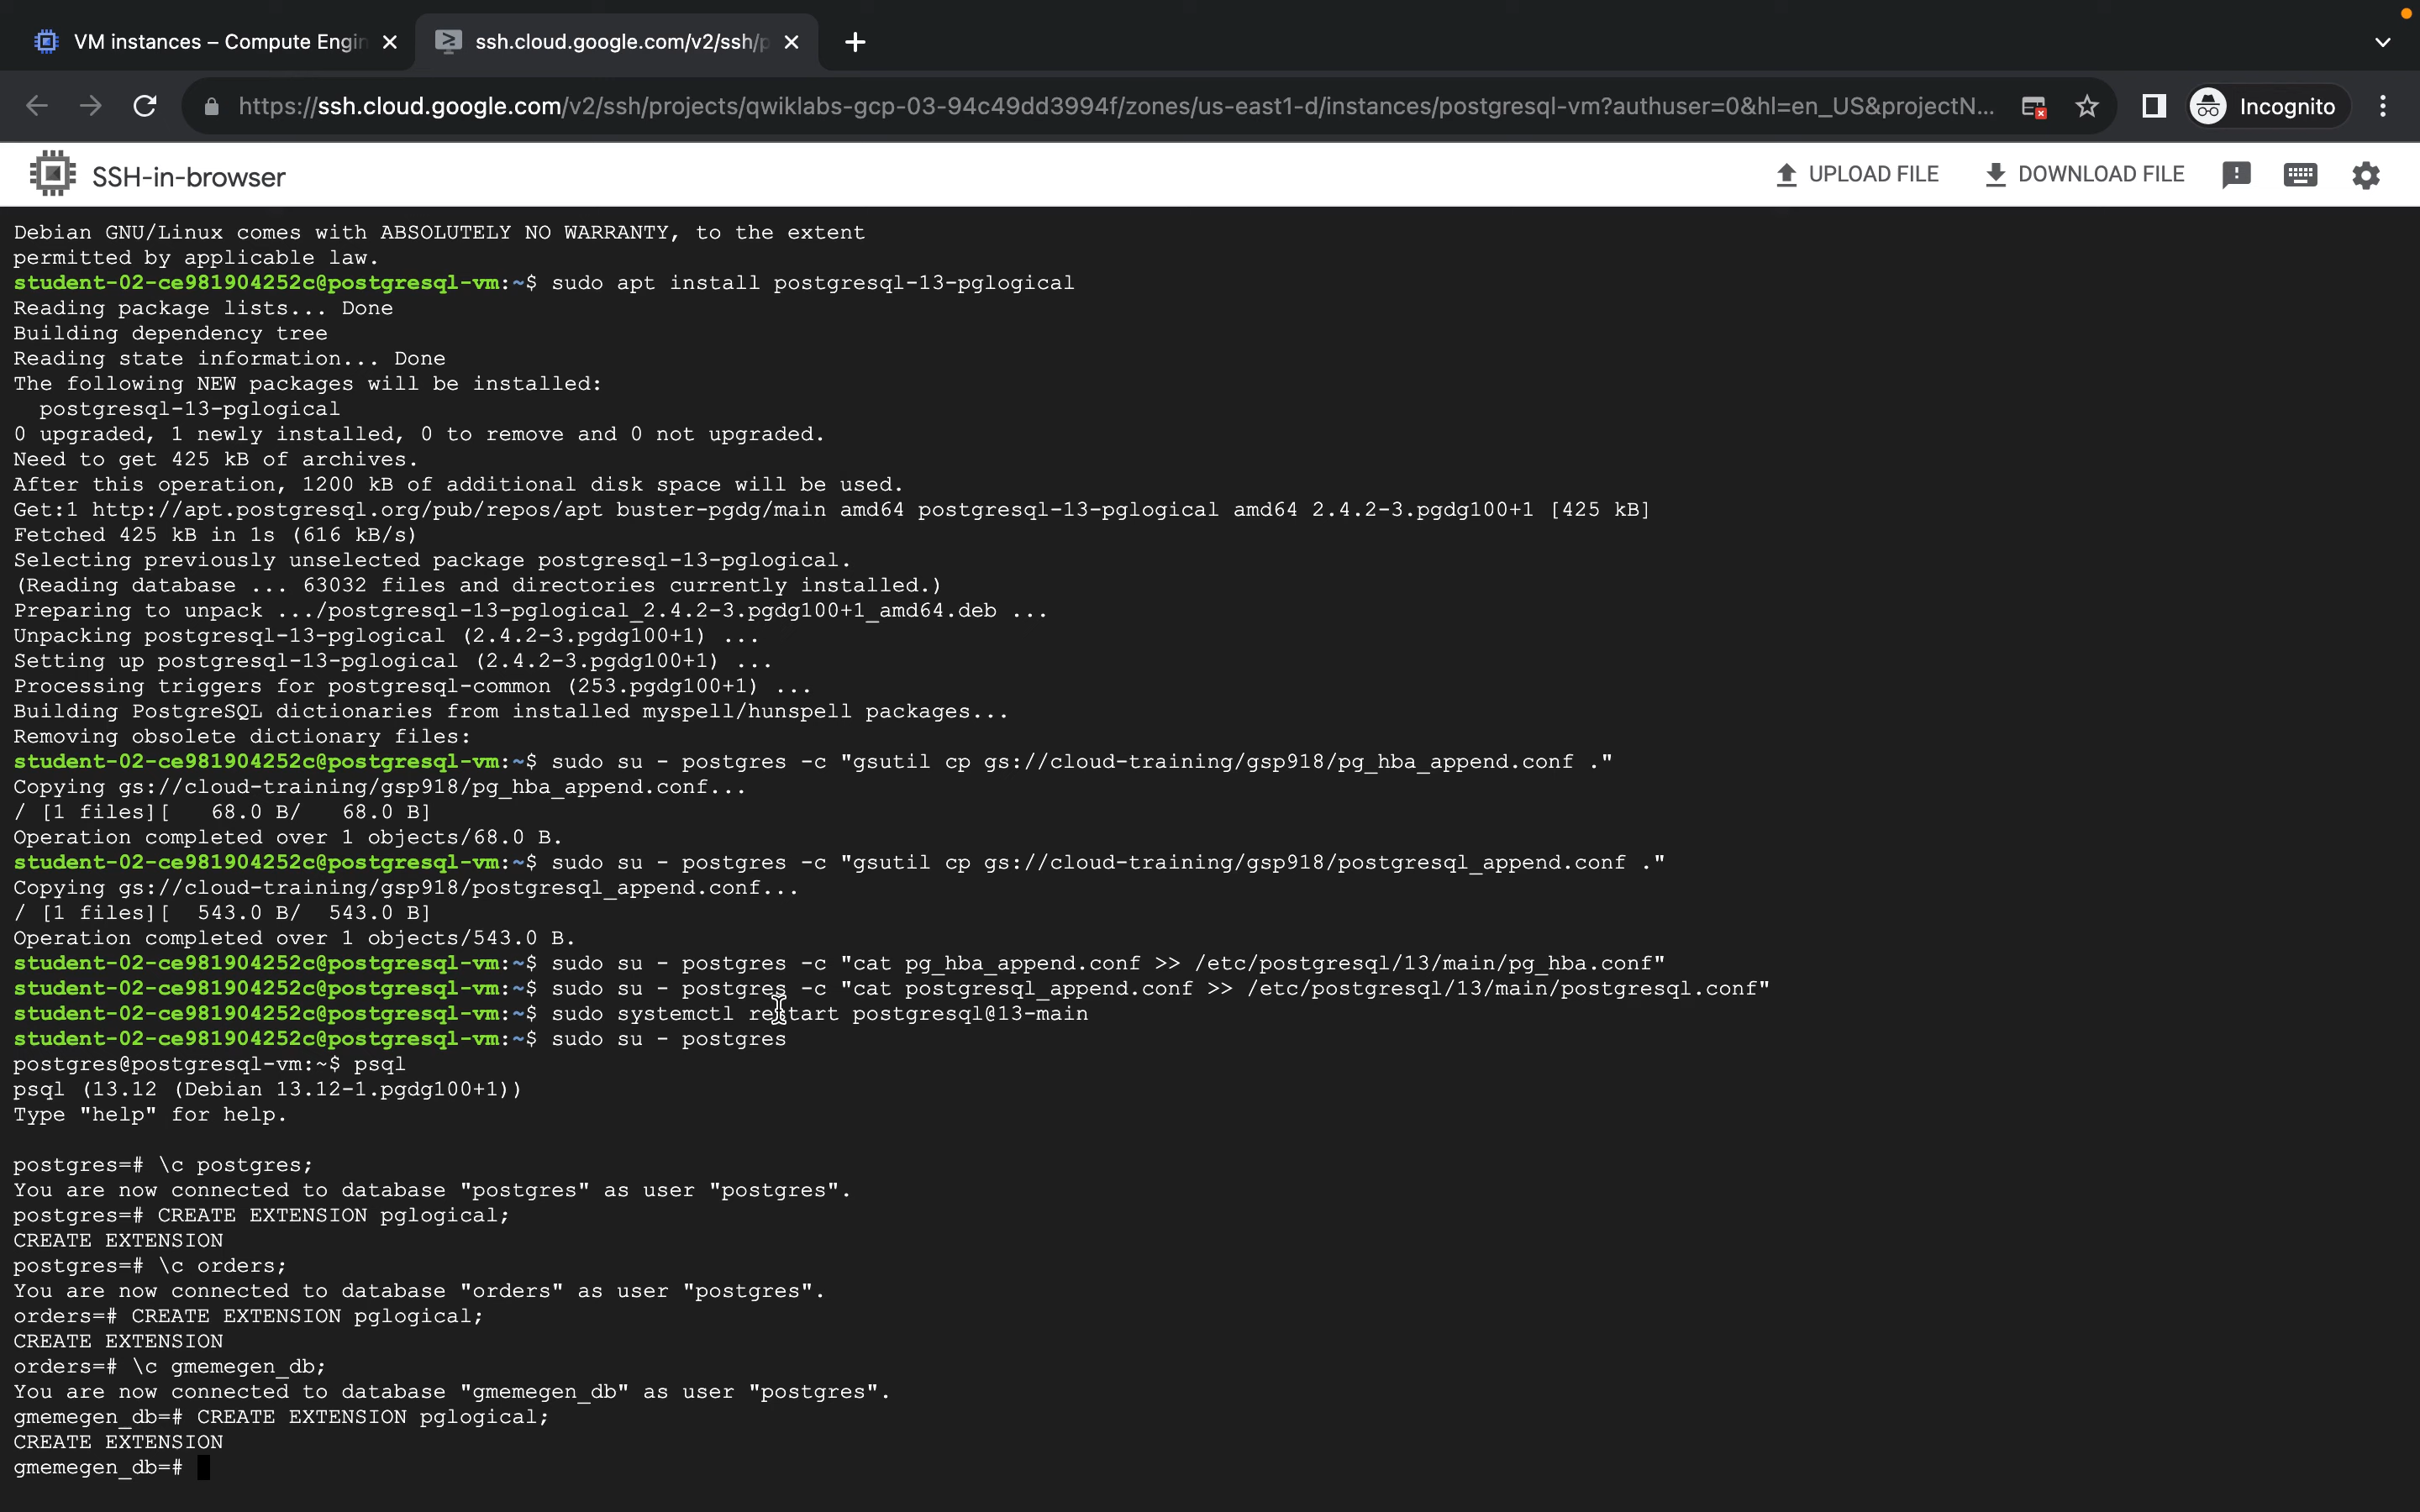 VM instances – Compute Engin
ssh.cloud.google.com/v2/ssh/p
https://ssh.cloud.google.com/v2/ssh/projects/qwiklabs-gcp-03-94c49dd3994f/zones/us-east1-d/instances/postgresql-vm?authuser=0&hl=en_US&projectN...
Incognito
SSH-in-browser
UPLOAD FILE
DOWNLOAD FILE
Debian GNU/Linux comes with ABSOLUTELY NO WARRANTY, to the extent
permitted by applicable law.
student-02-ce981904252c@postgresql-vm:~$ sudo apt install postgresql-13-pglogical
Reading package lists... Done
Building dependency tree
Reading state information... Done
The following NEW packages will be installed:
  postgresql-13-pglogical
0 upgraded, 1 newly installed, 0 to remove and 0 not upgraded.
Need to get 425 kB of archives.
After this operation, 1200 kB of additional disk space will be used.
Get:1 http://apt.postgresql.org/pub/repos/apt buster-pgdg/main amd64 postgresql-13-pglogical amd64 2.4.2-3.pgdg100+1 [425 kB]
Fetched 425 kB in 1s (616 kB/s)
Selecting previously unselected package postgresql-13-pglogical.
(Reading database ... 63032 files and directories currently installed.)
Preparing to unpack .../postgresql-13-pglogical_2.4.2-3.pgdg100+1_amd64.deb ...
Unpacking postgresql-13-pglogical (2.4.2-3.pgdg100+1) ...
Setting up postgresql-13-pglogical (2.4.2-3.pgdg100+1) ...
Processing triggers for postgresql-common (253.pgdg100+1) ...
Building PostgreSQL dictionaries from installed myspell/hunspell packages...
Removing obsolete dictionary files:
student-02-ce981904252c@postgresql-vm:~$ sudo su - postgres -c "gsutil cp gs://cloud-training/gsp918/pg_hba_append.conf ."
Copying gs://cloud-training/gsp918/pg_hba_append.conf...
/ [1 files][   68.0 B/   68.0 B]
Operation completed over 1 objects/68.0 B.
student-02-ce981904252c@postgresql-vm:~$ sudo su - postgres -c "gsutil cp gs://cloud-training/gsp918/postgresql_append.conf ."
Copying gs://cloud-training/gsp918/postgresql_append.conf...
/ [1 files][  543.0 B/  543.0 B]
Operation completed over 1 objects/543.0 B.
student-02-ce981904252c@postgresql-vm:~$ sudo su - postgres -c "cat pg_hba_append.conf >> /etc/postgresql/13/main/pg_hba.conf"
student-02-ce981904252c@postgresql-vm:~$ sudo su - postgres -c "cat postgresql_append.conf >> /etc/postgresql/13/main/postgresql.conf"
student-02-ce981904252c@postgresql-vm:~$ sudo systemctl restart postgresql@13-main
student-02-ce981904252c@postgresql-vm:~$ sudo su - postgres
postgres@postgresql-vm:~$ psql
psql (13.12 (Debian 13.12-1.pgdg100+1))
Type "help" for help.
postgres=# \c postgres;
You are now connected to database "postgres" as user "postgres".
postgres=# CREATE EXTENSION pglogical;
CREATE EXTENSION
postgres=# \c orders;
You are now connected to database "orders" as user "postgres".
orders=# CREATE EXTENSION pglogical;
CREATE EXTENSION
orders=# \c gmemegen_db;
You are now connected to database "gmemegen_db" as user "postgres".
gmemegen_db=# CREATE EXTENSION pglogical;
CREATE EXTENSION
gmemegen_db=#